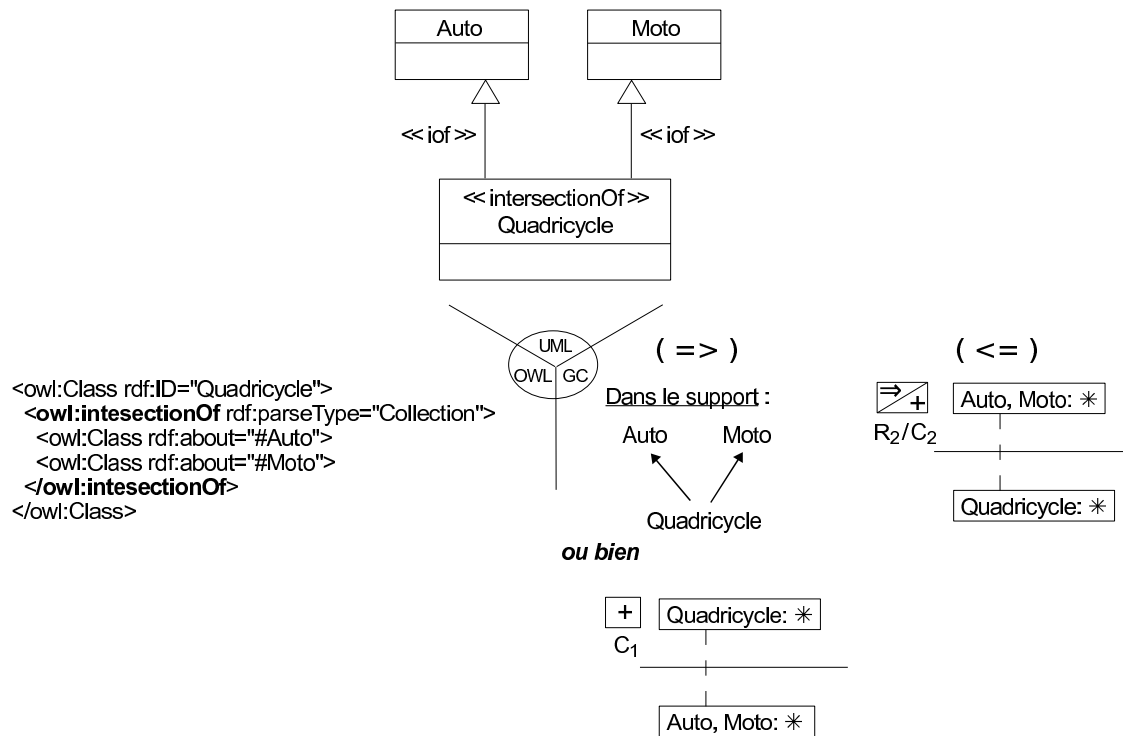 Auto
Moto
<< iof >>
<< iof >>
<< intersectionOf >>
Quadricycle
UML
OWL
GC
<owl:Class rdf:ID="Quadricycle">
<owl:intesectionOf rdf:parseType="Collection">
<owl:Class rdf:about="#Auto">
<owl:Class rdf:about="#Moto">
</owl:intesectionOf>
</owl:Class>
( => )
Dans le support :
Auto
Moto
Quadricycle
ou bien
+
C1
Quadricycle: ✳
Auto, Moto: ✳
( <= )
⇒ +
R2/C2
Auto, Moto: ✳
Quadricycle: ✳